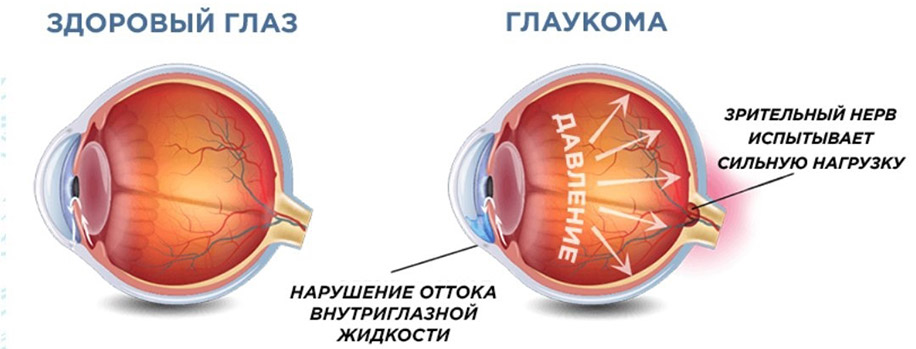 ЗДОРОВЫЙ ГЛАЗ
ГЛАУКОМА
ДАВЛЕНИЕ
ЗРИТЕЛЬНЫЙ НЕРВ
ИСПЫТЫВАЕТ
СИЛЬНУЮ НАГРУЗКУ
НАРУШЕНИЕ ОТТОКА
ВНУТРИГЛАЗНОЙ
ЖИДКОСТИ